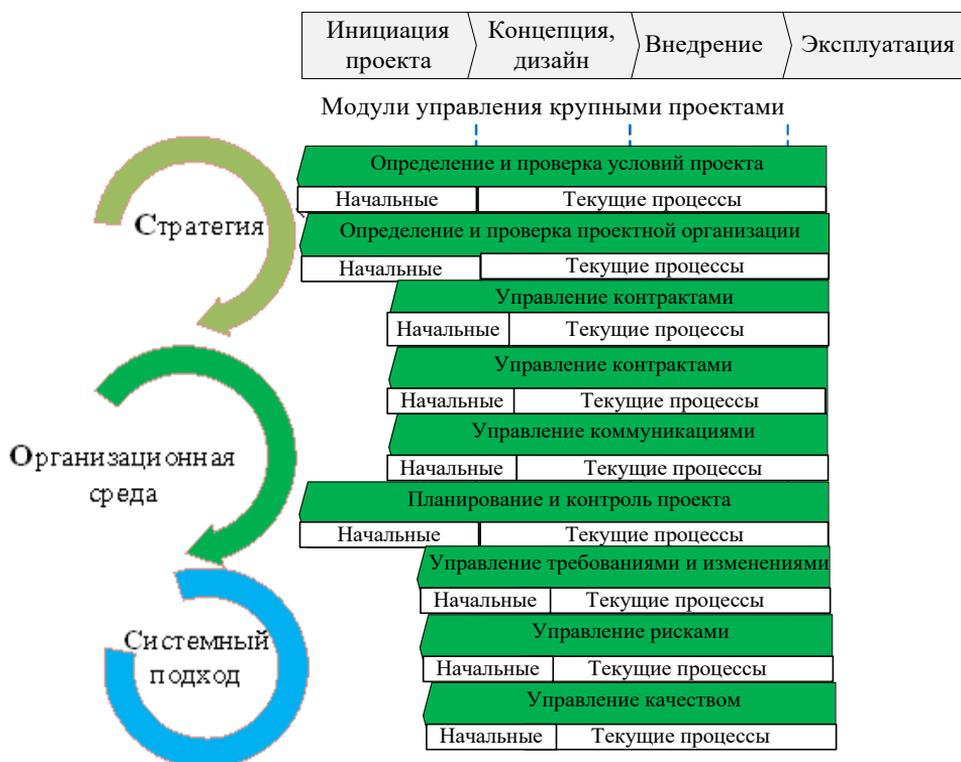 Инициация
проекта
Концепция,
дизайн
Внедрение
Эксплуатация
Модули управления крупными проектами
Определение и проверка условий проекта
Начальные
Текущие процессы
Стратегия
Определение и проверка проектной организации
Начальные
Текущие процессы
Управление контрактами
Начальные
Текущие процессы
Управление контрактами
Начальные
Текущие процессы
Управление коммуникациями
Начальные
Текущие процессы
Организационная
среда
Планирование и контроль проекта
Начальные
Текущие процессы
Управление требованиями и изменениями
Начальные
Текущие процессы
Управление рисками
Начальные
Текущие процессы
Системный
подход
Управление качеством
Начальные
Текущие процессы